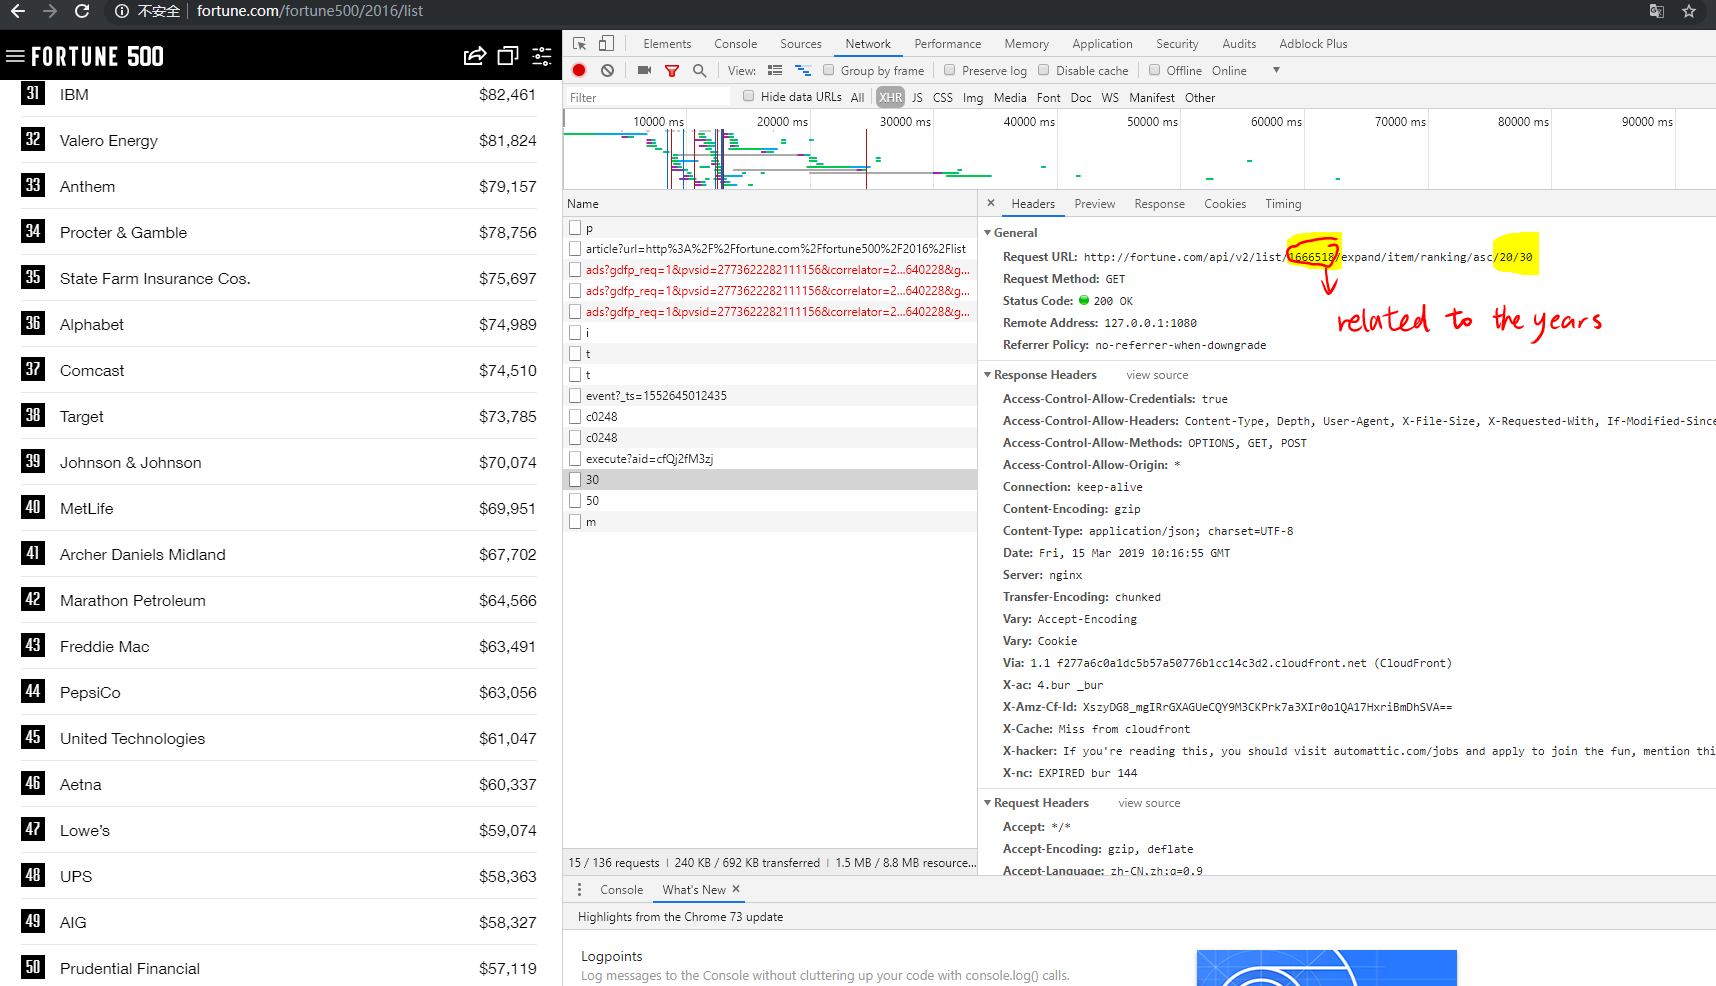 不安全 fortune.com/fortune500/2016/list
FORTUNE 500
31 IBM $82,461
32 Valero Energy $81,824
33 Anthem $79,157
34 Procter & Gamble $78,756
35 State Farm Insurance Cos. $75,697
36 Alphabet $74,989
37 Comcast $74,510
38 Target $73,785
39 Johnson & Johnson $70,074
40 MetLife $69,951
41 Archer Daniels Midland $67,702
42 Marathon Petroleum $64,566
43 Freddie Mac $63,491
44 PepsiCo $63,056
45 United Technologies $61,047
46 Aetna $60,337
47 Lowe's $59,074
48 UPS $58,363
49 AIG $58,327
50 Prudential Financial $57,119
Elements Console Sources Network Performance Memory Application Security Audits Adblock Plus
View: Group by frame Preserve log Disable cache Offline Online
Filter Hide data URLs All XHR JS CSS Img Media Font Doc WS Manifest Other
10000 ms 20000 ms 30000 ms 40000 ms 50000 ms 60000 ms 70000 ms 80000 ms 90000 ms
Name
p
article?url=http%3A%2F%2Ffortune.com%2Ffortune500%2F2016%2Flist
ads?gdfp_req=1&pvsid=2773622282111156&correlator=2...640228&g...
ads?gdfp_req=1&pvsid=2773622282111156&correlator=2...640228&g...
ads?gdfp_req=1&pvsid=2773622282111156&correlator=2...640228&g...
i
t
t
event?_ts=1552645012435
c0248
c0248
execute?aid=cfQj2fM3zj
30
50
m
15 / 136 requests 240 KB / 692 KB transferred 1.5 MB / 8.8 MB resource...
Headers Preview Response Cookies Timing
General
Request URL: http://fortune.com/api/v2/list/1666518/expand/item/ranking/asc/20/30
Request Method: GET
Status Code: 200 OK
Remote Address: 127.0.0.1:1080
Referrer Policy: no-referrer-when-downgrade
related to the years
Response Headers view source
Access-Control-Allow-Credentials: true
Access-Control-Allow-Headers: Content-Type, Depth, User-Agent, X-File-Size, X-Requested-With, If-Modified-Since
Access-Control-Allow-Methods: OPTIONS, GET, POST
Access-Control-Allow-Origin: *
Connection: keep-alive
Content-Encoding: gzip
Content-Type: application/json; charset=UTF-8
Date: Fri, 15 Mar 2019 10:16:55 GMT
Server: nginx
Transfer-Encoding: chunked
Vary: Accept-Encoding
Vary: Cookie
Via: 1.1 f277a6c0a1dc5b57a50776b1cc14c3d2.cloudfront.net (CloudFront)
X-ac: 4.bur _bur
X-Amz-Cf-Id: XszyDG8_mgIRrGXAGUeCQY9M3CKPrk7a3XIr0o1QA17HxriBmDhSVA==
X-Cache: Miss from cloudfront
X-hacker: If you're reading this, you should visit automattic.com/jobs and apply to join the fun, mention thi
X-nc: EXPIRED bur 144
Request Headers view source
Accept: */*
Accept-Encoding: gzip, deflate
Accept-Language: zh-CN,zh;q=0.9
Console What's New
Highlights from the Chrome 73 update
Logpoints
Log messages to the Console without cluttering up your code with console.log() calls.